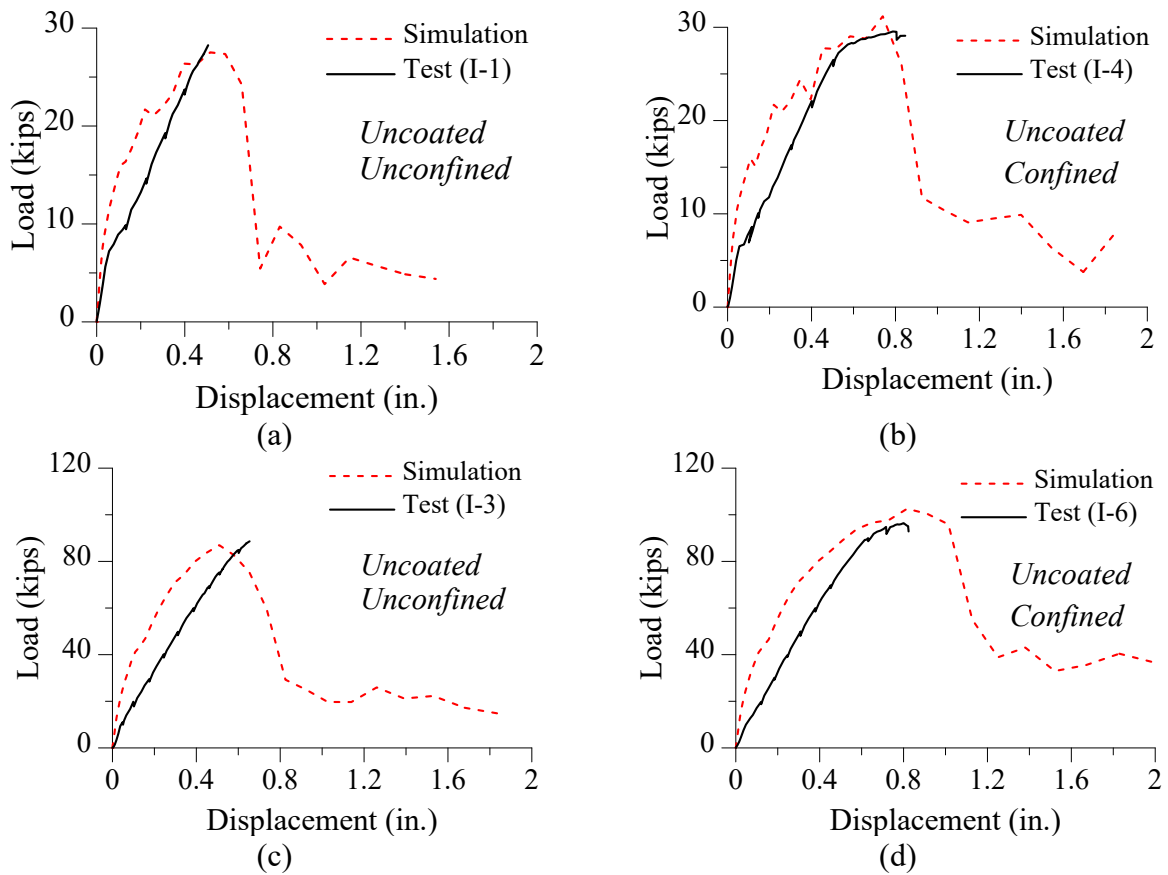 30
20
10
0
Load (kips)
Simulation
Test (I-1)
Uncoated
Unconfined
0 0.4 0.8 1.2 1.6 2
Displacement (in.)
(a)
30
20
10
0
Load (kips)
Simulation
Test (I-4)
Uncoated
Confined
0 0.4 0.8 1.2 1.6 2
Displacement (in.)
(b)
120
80
40
0
Load (kips)
Simulation
Test (I-3)
Uncoated
Unconfined
0 0.4 0.8 1.2 1.6 2
Displacement (in.)
(c)
120
80
40
0
Load (kips)
Simulation
Test (I-6)
Uncoated
Confined
0 0.4 0.8 1.2 1.6 2
Displacement (in.)
(d)